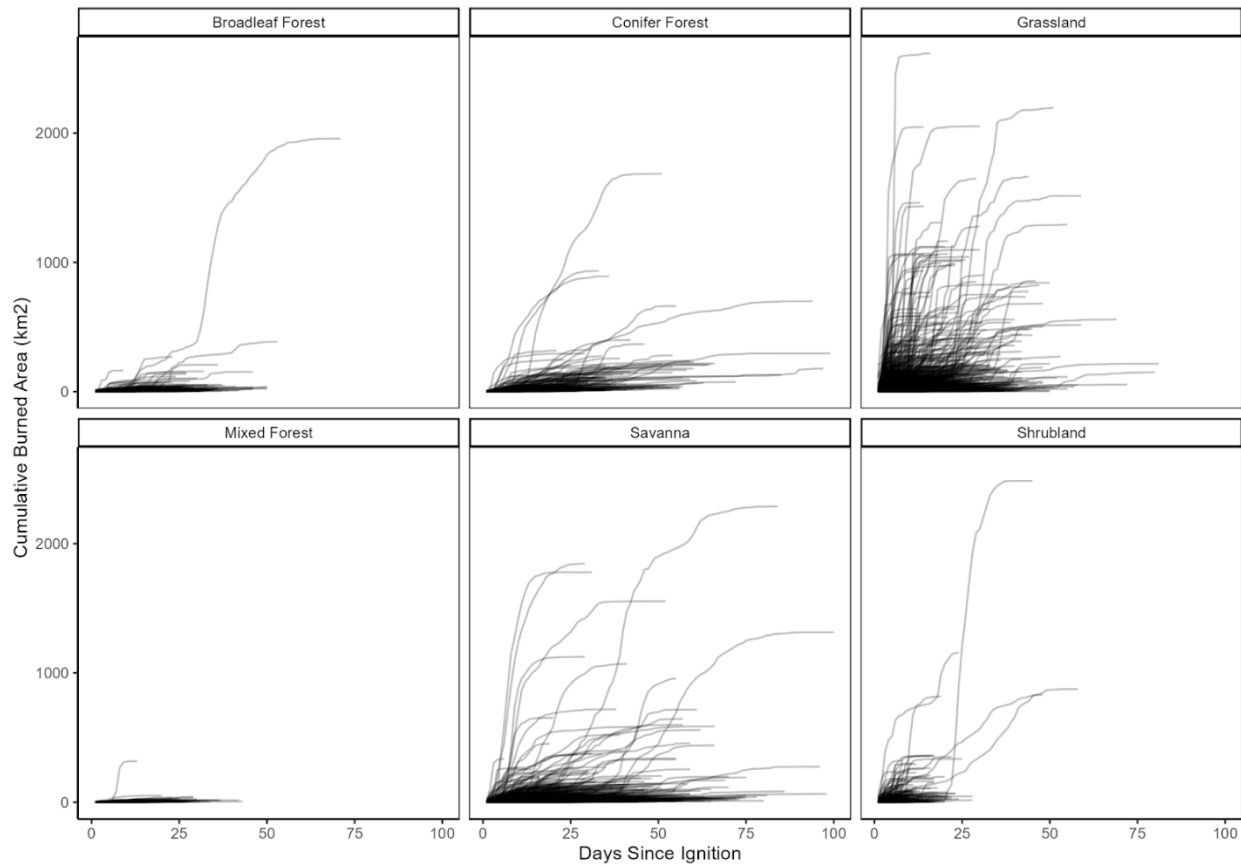 Broadleaf Forest
Conifer Forest
Grassland
2000
1000
0
Mixed Forest
Savanna
Shrubland
2000
1000
0
0 25 50 75 100
0 25 50 75 100
0 25 50 75 100
Cumulative Burned Area (km2)
Days Since Ignition